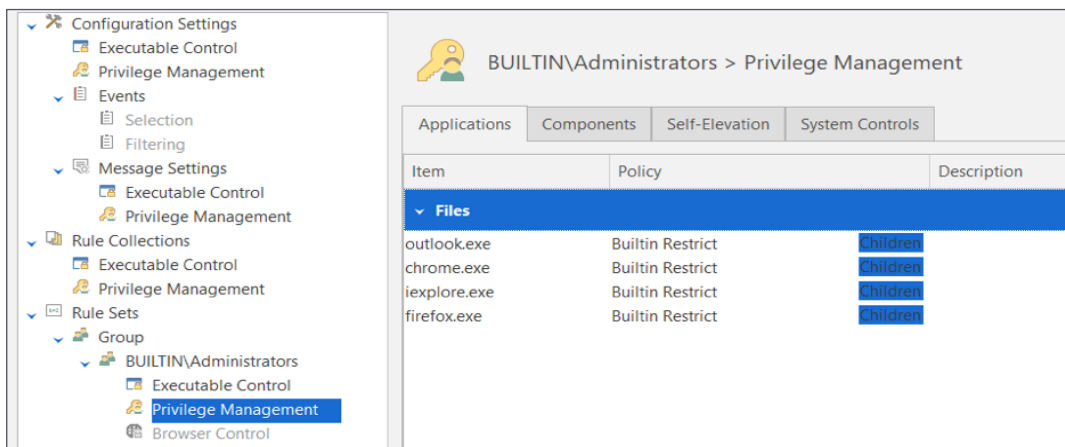 Configuration Settings
Executable Control
Privilege Management
Events
Selection
Filtering
Message Settings
Executable Control
Privilege Management
Rule Collections
Executable Control
Privilege Management
Rule Sets
Group
BUILTIN\Administrators
Executable Control
Privilege Management
Browser Control
BUILTIN\Administrators > Privilege Management
Applications Components Self-Elevation System Controls
Item Policy Description
Files
outlook.exe Builtin Restrict Children
chrome.exe Builtin Restrict Children
iexplore.exe Builtin Restrict Children
firefox.exe Builtin Restrict Children